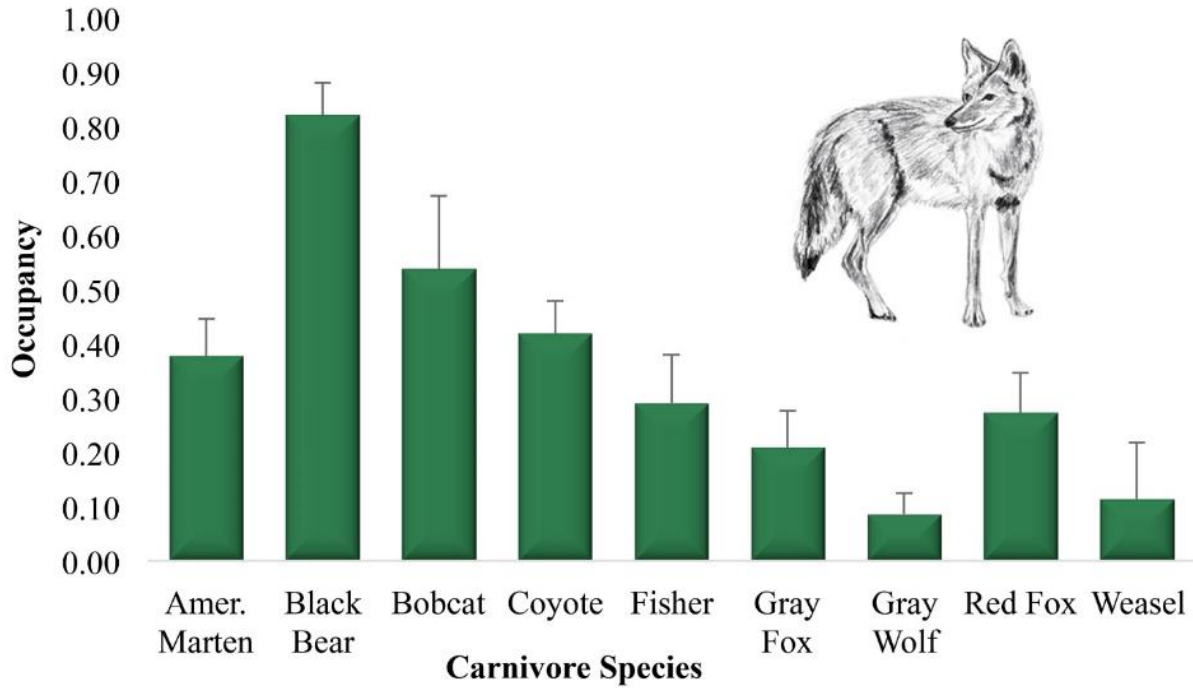 1.00
0.90
0.80
0.70
0.60
0.50
0.40
0.30
0.20
0.10
0.00
Occupancy
Amer. Marten
Black Bear
Bobcat
Coyote
Fisher
Gray Fox
Gray Wolf
Red Fox
Weasel
Carnivore Species